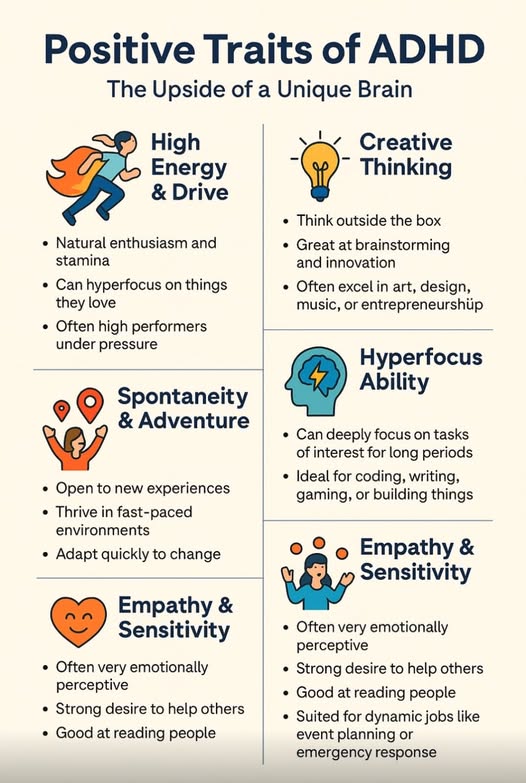 Positive Traits of ADHD
The Upside of a Unique Brain
High
Energy
& Drive
• Natural enthusiasm and
stamina
• Can hyperfocus on things
they love
• Often high performers
under pressure
Spontaneity
& Adventure
• Open to new experiences
• Thrive in fast-paced
environments
• Adapt quickly to change
Empathy &
Sensitivity
• Often very emotionally
perceptive
• Strong desire to help others
• Good at reading people
Creative
Thinking
• Think outside the box
• Great at brainstorming
and innovation
• Often excel in art, design,
music, or entrepreneurshüp
Hyperfocus
Ability
• Can deeply focus on tasks
of interest for long periods
• Ideal for coding, writing,
gaming, or building things
Empathy &
Sensitivity
• Often very emotionally
perceptive
• Strong desire to help others
• Good at reading people
• Suited for dynamic jobs like
event planning or
emergency response